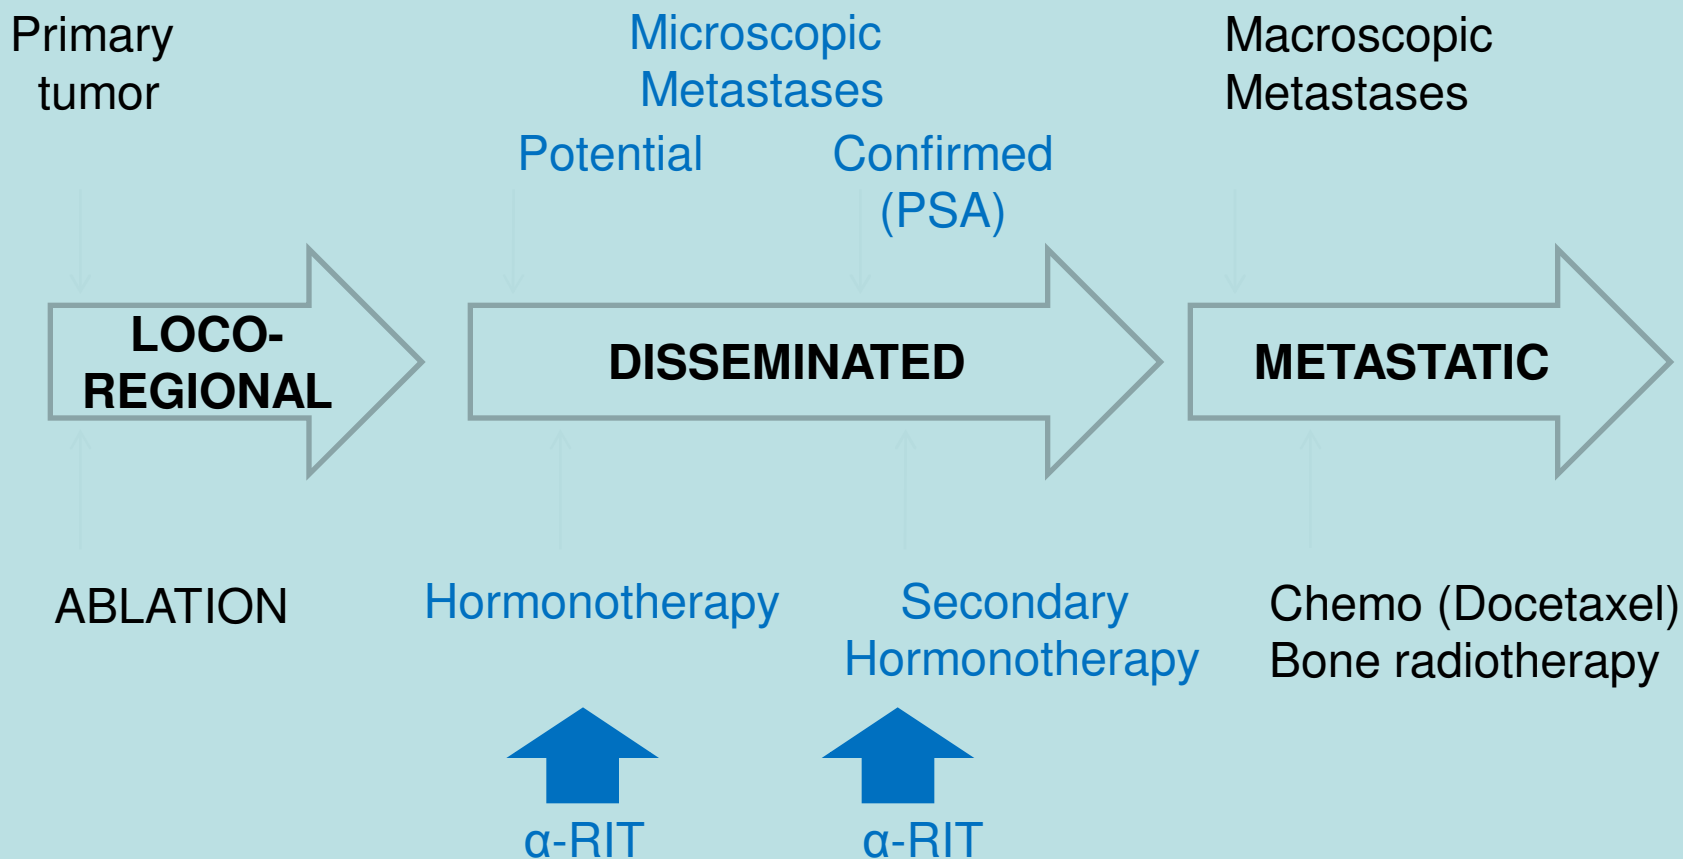 Primary
tumor
Microscopic
Metastases
Potential
Confirmed
(PSA)
Macroscopic
Metastases
LOCO-
REGIONAL
DISSEMINATED
METASTATIC
ABLATION
Hormonotherapy
Secondary
Hormonotherapy
Chemo (Docetaxel)
Bone radiotherapy
α-RIT
α-RIT